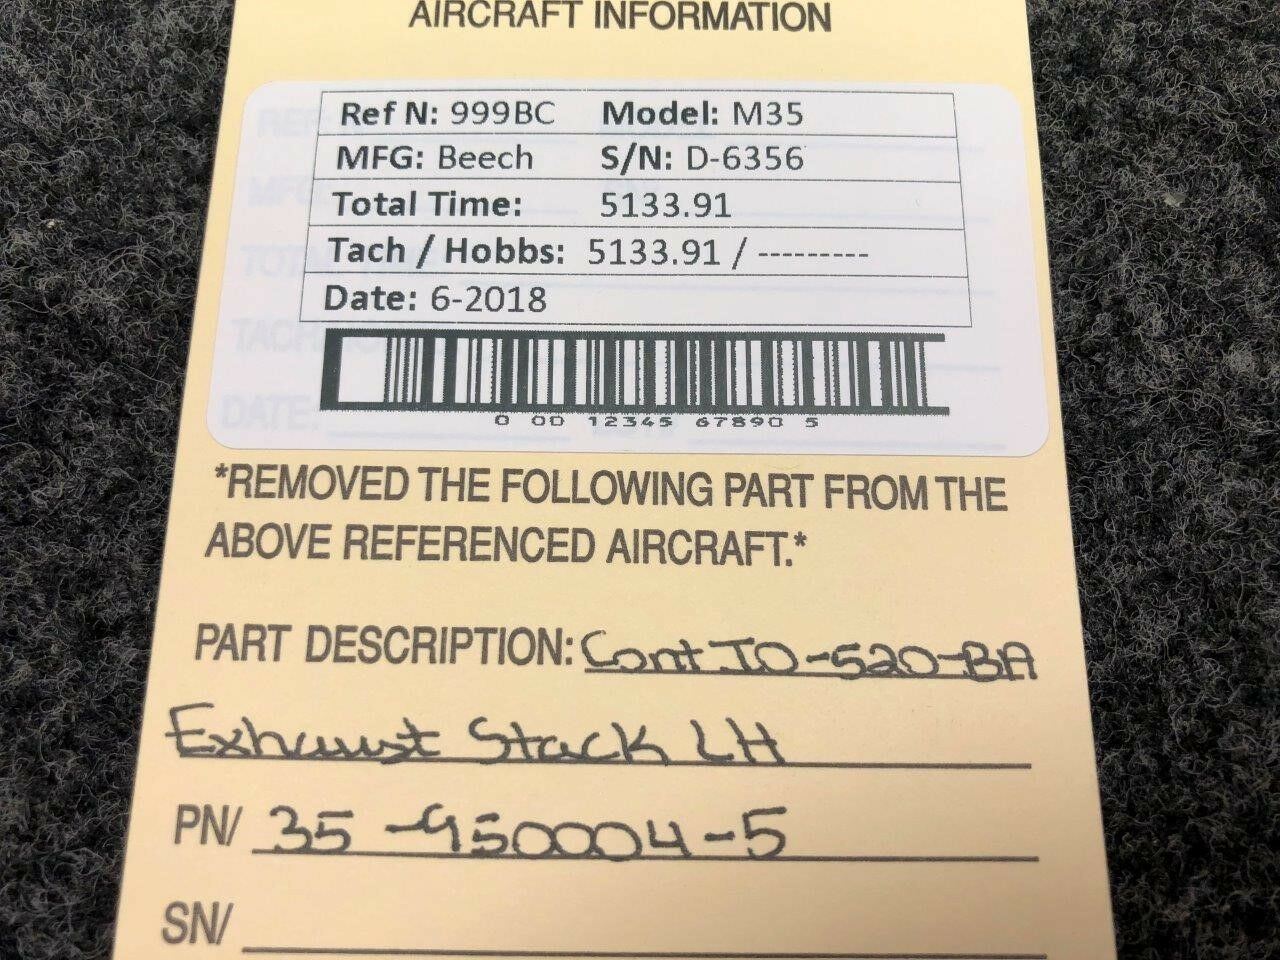 AIRCRAFT INFORMATION
Ref N: 999BC Model: M35
MFG: Beech S/N: D-6356
Total Time: 5133.91
Tach / Hobbs: 5133.91 / ---------
Date: 6-2018
0 00 12345 67890 5
*REMOVED THE FOLLOWING PART FROM THE
ABOVE REFERENCED AIRCRAFT.*
PART DESCRIPTION: Cont IO-520-BA
Exhaust Stack LH
PN/ 35-950004-5
SN/